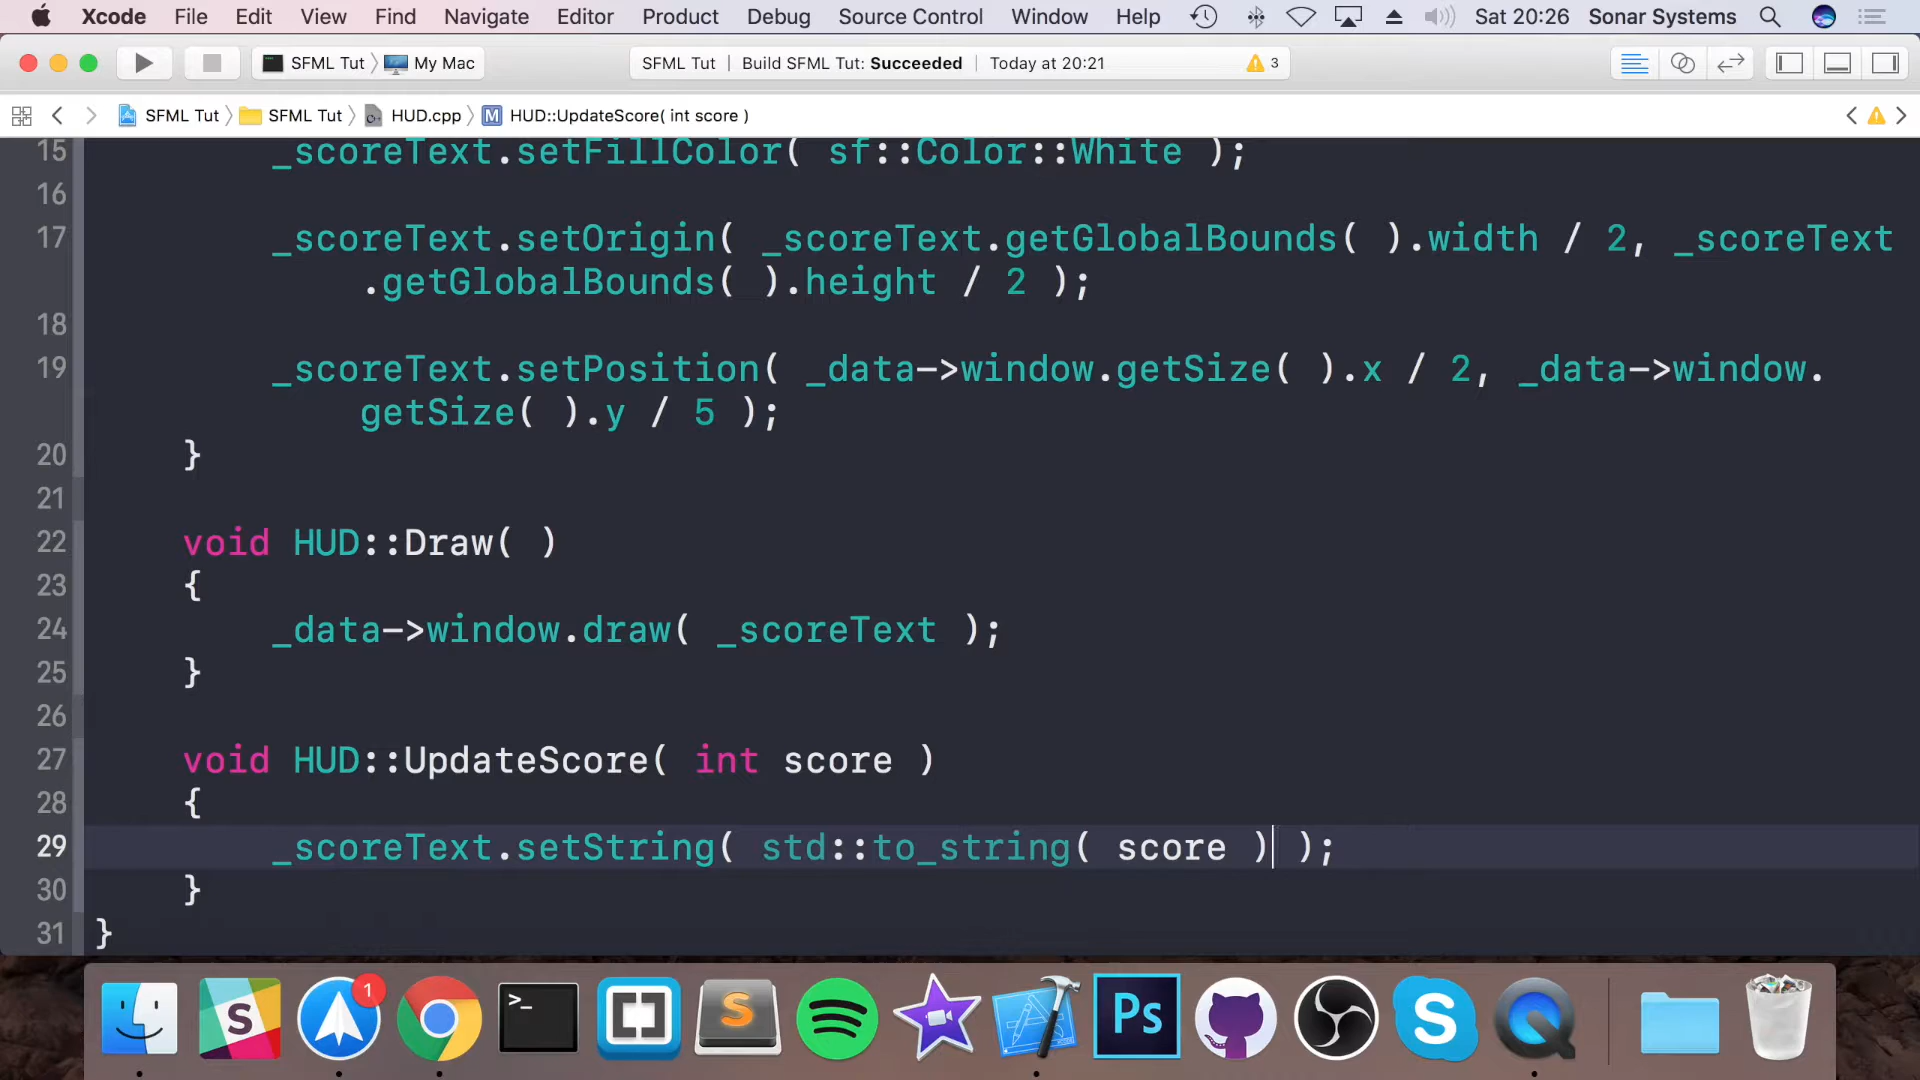 Xcode File Edit View Find Navigate Editor Product Debug Source Control Window Help Sat 20:26 Sonar Systems
SFML Tut My Mac SFML Tut | Build SFML Tut: Succeeded | Today at 20:21 3
SFML Tut SFML Tut HUD.cpp M HUD::UpdateScore( int score )
15 _scoreText.setFillColor( sf::Color::White );
16
17 _scoreText.setOrigin( _scoreText.getGlobalBounds( ).width / 2, _scoreText
.getGlobalBounds( ).height / 2 );
18
19 _scoreText.setPosition( _data->window.getSize( ).x / 2, _data->window.
getSize( ).y / 5 );
20 }
21
22 void HUD::Draw( )
23 {
24 _data->window.draw( _scoreText );
25 }
26
27 void HUD::UpdateScore( int score )
28 {
29 _scoreText.setString( std::to_string( score ) );
30 }
31 }
S 1 >_ S Ps S